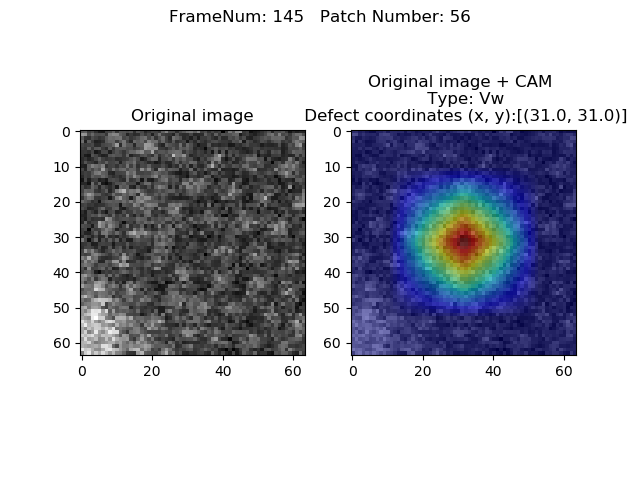 FrameNum: 145   Patch Number: 56
Original image
Original image + CAM
Type: Vw
Defect coordinates (x, y):[(31.0, 31.0)]
0
10
20
30
40
50
60
0 20 40 60
0
10
20
30
40
50
60
0 20 40 60